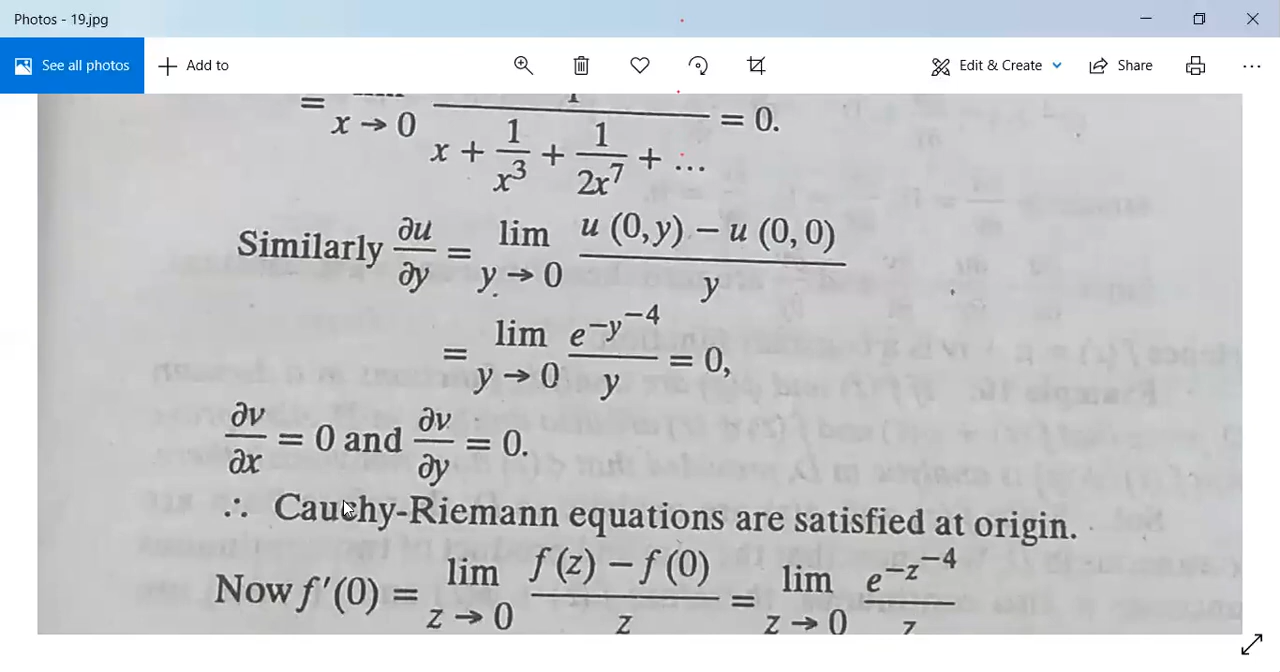 Photos - 19.jpg
See all photos
Add to
Edit & Create
Share
= x → 0 x + 1/x³ + 1/2x⁷ + ... = 0.
Similarly ∂u/∂y = lim y → 0 u (0, y) – u (0, 0) / y
= lim y → 0 e^–y^–4 / y = 0,
∂v/∂x = 0 and ∂v/∂y = 0.
∴ Cauchy-Riemann equations are satisfied at origin.
Now f′(0) = lim z → 0 f (z) – f (0) / z = lim z → 0 e^–z^–4 / z